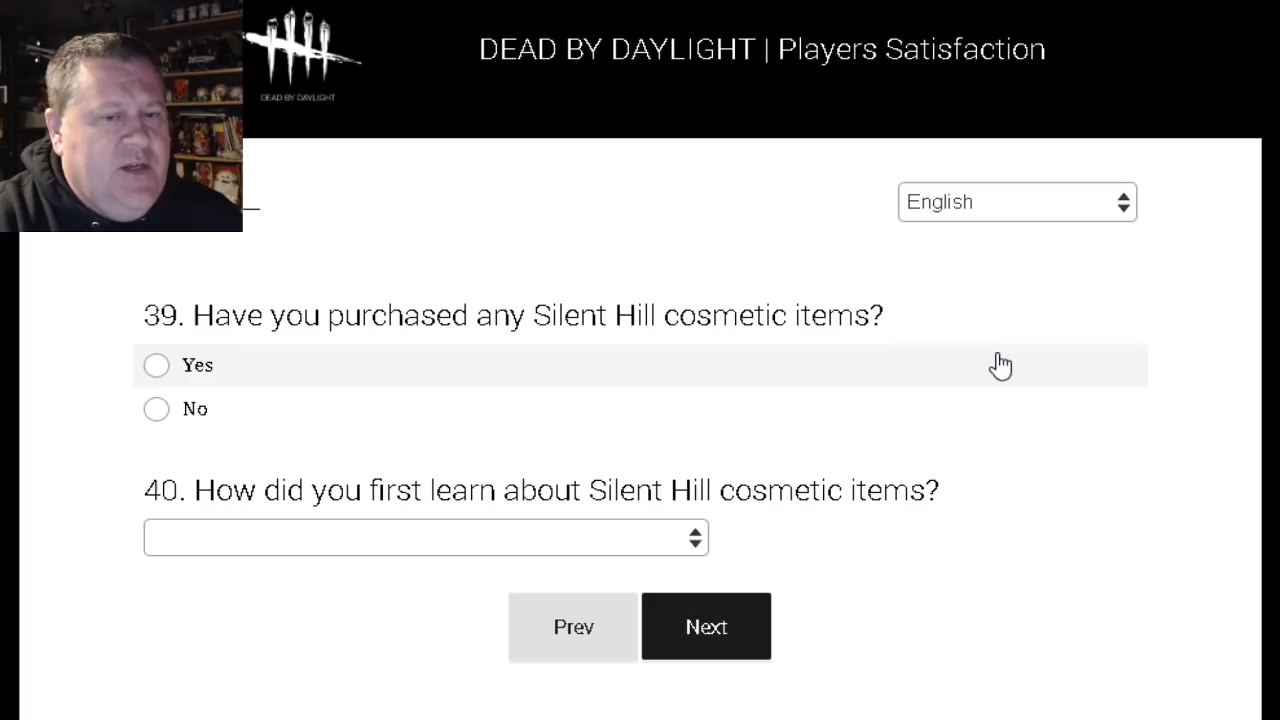 DEAD BY DAYLIGHT | Players Satisfaction
DEAD BY DAYLIGHT
English
39. Have you purchased any Silent Hill cosmetic items?
Yes
No
40. How did you first learn about Silent Hill cosmetic items?
Prev
Next